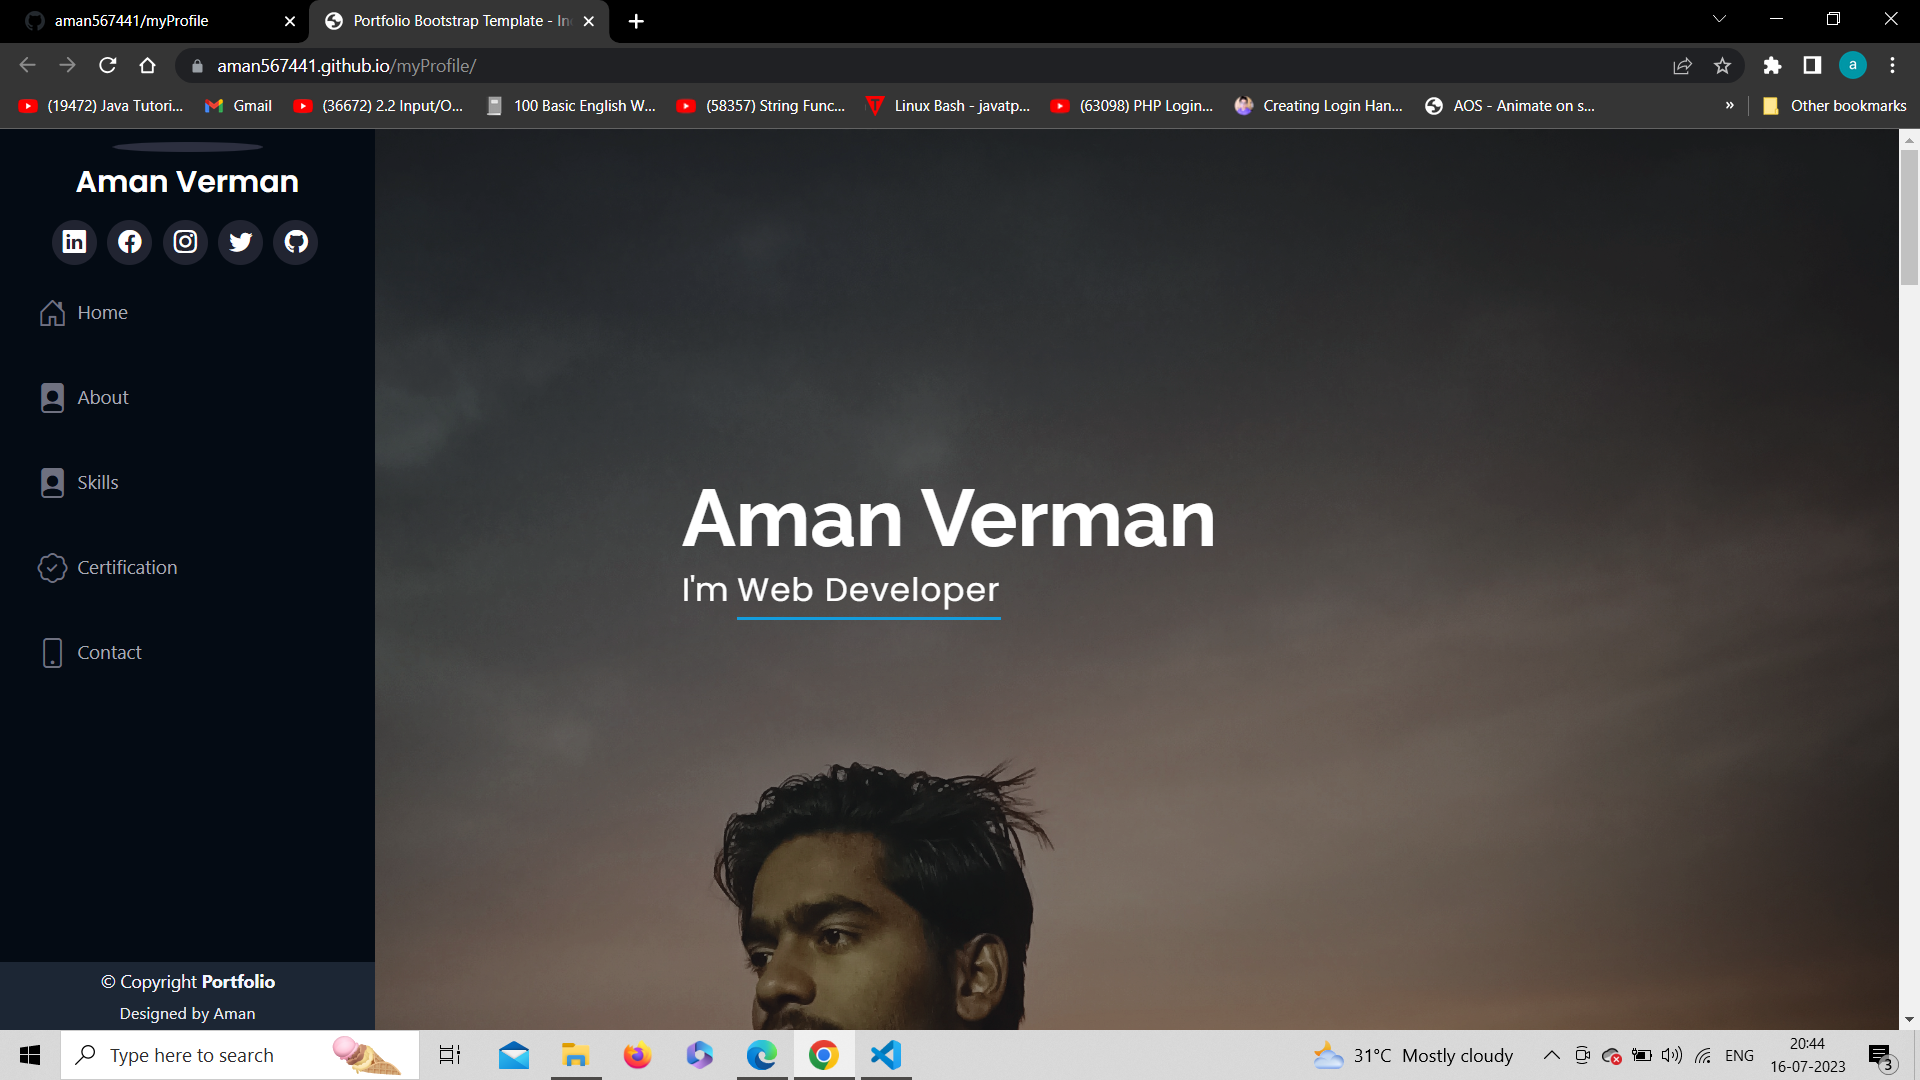 aman567441/myProfile
Portfolio Bootstrap Template - In
aman567441.github.io/myProfile/
a
(19472) Java Tutori...
Gmail
(36672) 2.2 Input/O...
100 Basic English W...
(58357) String Func...
Linux Bash - javatp...
(63098) PHP Login...
Creating Login Han...
AOS - Animate on s...
»
Other bookmarks
Aman Verman
Home
About
Skills
Certification
Contact
© Copyright Portfolio
Designed by Aman
Aman Verman
I'm Web Developer
Type here to search
31°C Mostly cloudy
ENG
20:44
16-07-2023
3